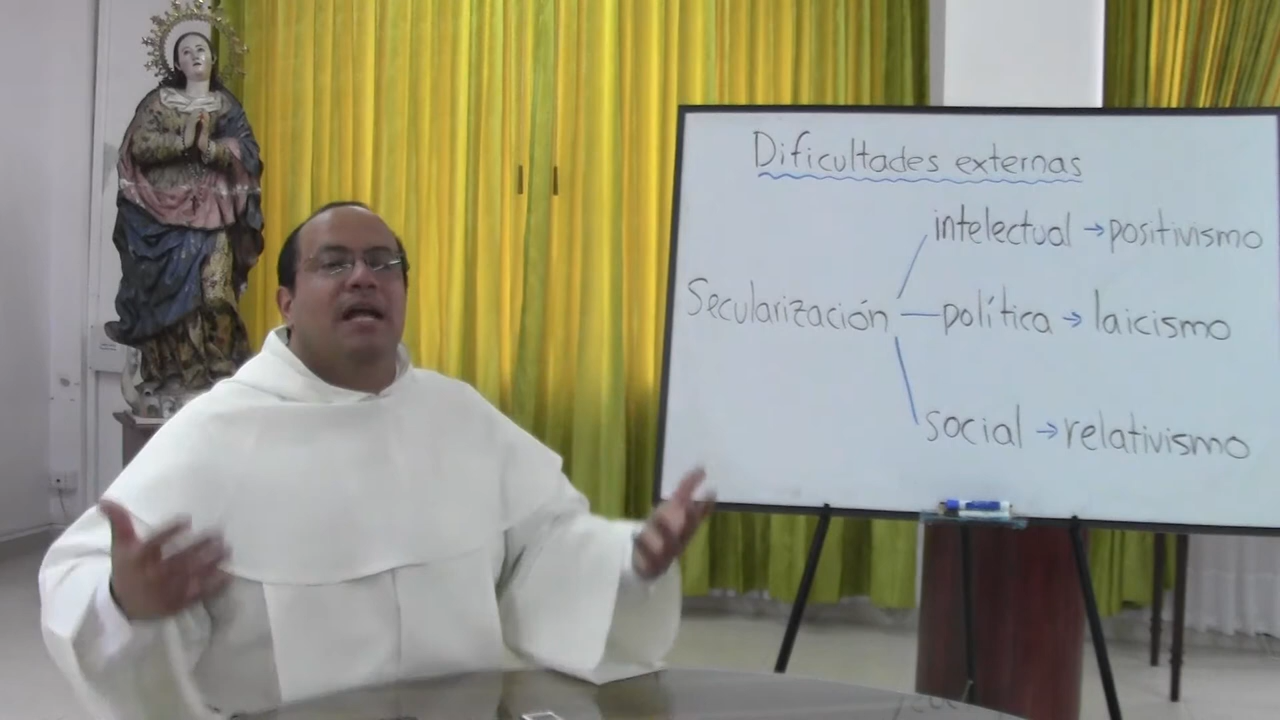 Dificultades externas
intelectual → positivismo
Secularización — política → laicismo
social → relativismo